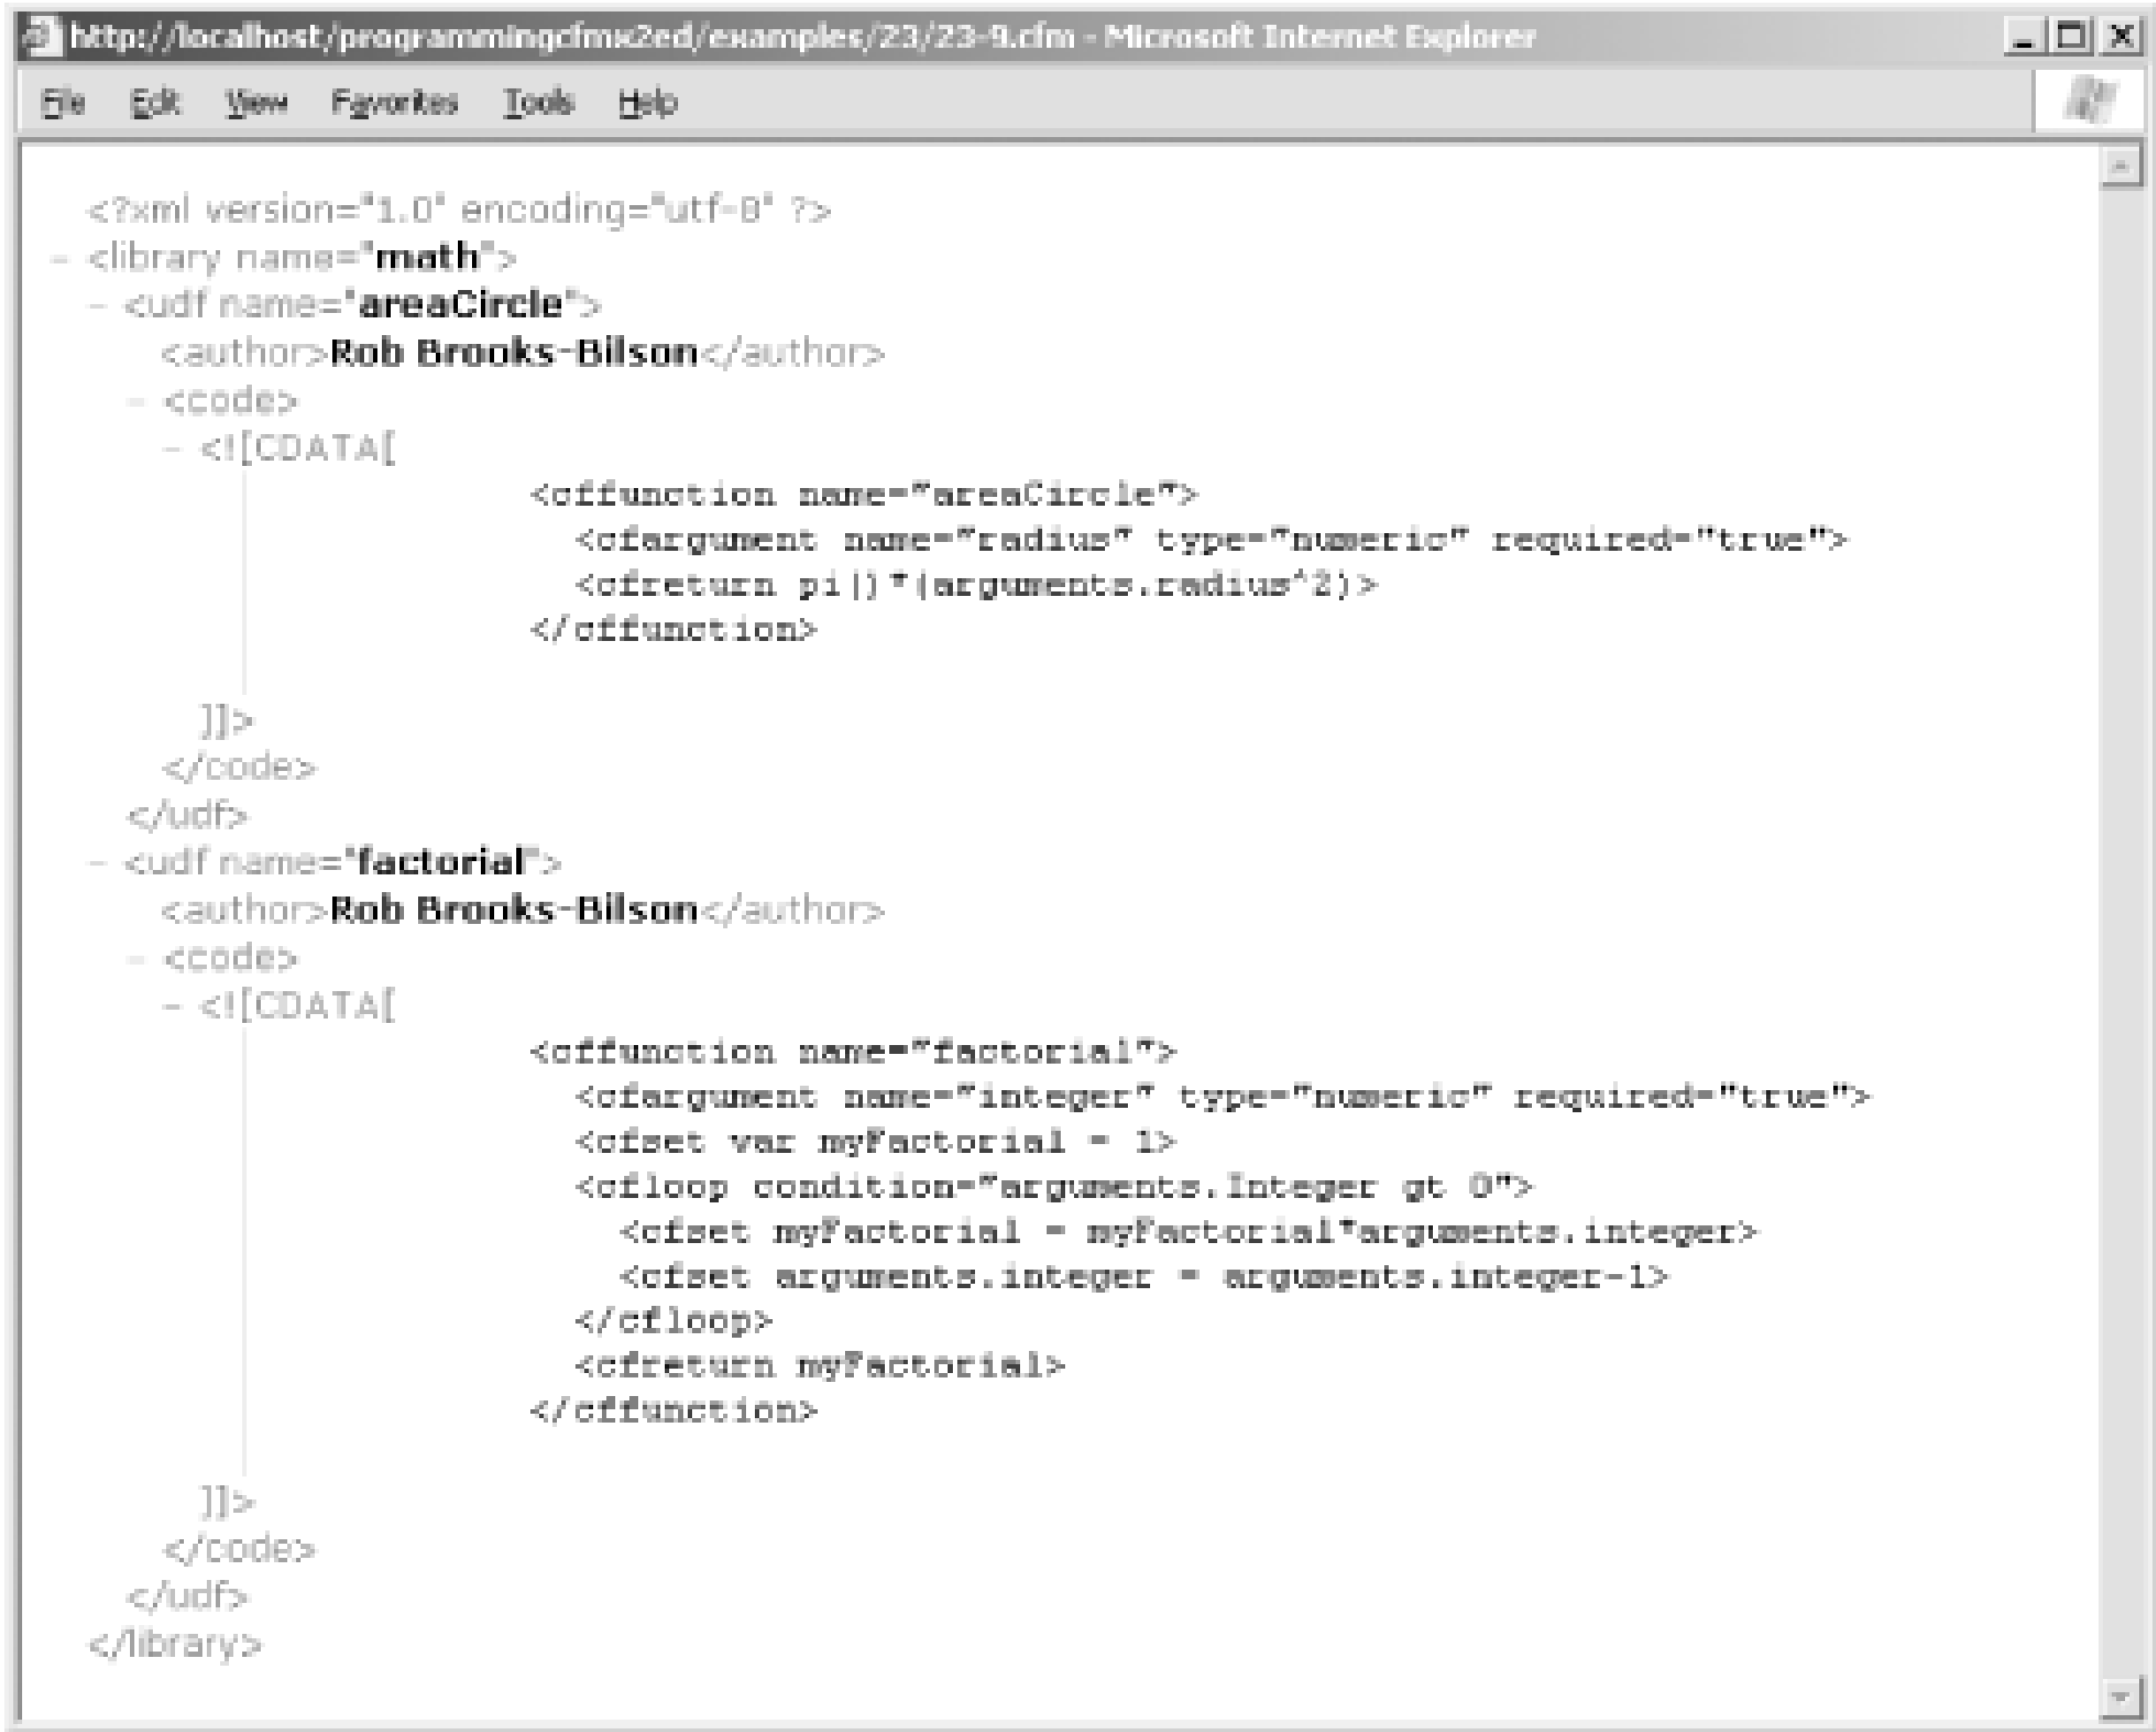 http://localhost/programmingcfmx2ed/examples/23/23-9.cfm - Microsoft Internet Explorer
File Edit View Favorites Tools Help
<?xml version="1.0" encoding="utf-8" ?>
- <library name="math">
- <udf name="areaCircle">
<author>Rob Brooks-Bilson</author>
- <code>
- <![CDATA[
<cffunction name="areaCircle">
<cfargument name="radius" type="numeric" required="true">
<cfreturn pi()*(arguments.radius^2)>
</cffunction>
]]>
</code>
</udf>
- <udf name="factorial">
<author>Rob Brooks-Bilson</author>
- <code>
- <![CDATA[
<cffunction name="factorial">
<cfargument name="integer" type="numeric" required="true">
<cfset var myFactorial = 1>
<cfloop condition="arguments.Integer gt 0">
<cfset myFactorial = myFactorial*arguments.integer>
<cfset arguments.integer = arguments.integer-1>
</cfloop>
<cfreturn myFactorial>
</cffunction>
]]>
</code>
</udf>
</library>